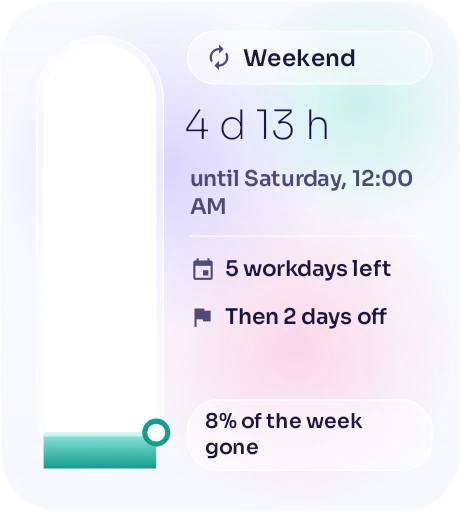 Weekend
4 d 13 h
until Saturday, 12:00
AM
5 workdays left
Then 2 days off
8% of the week
gone